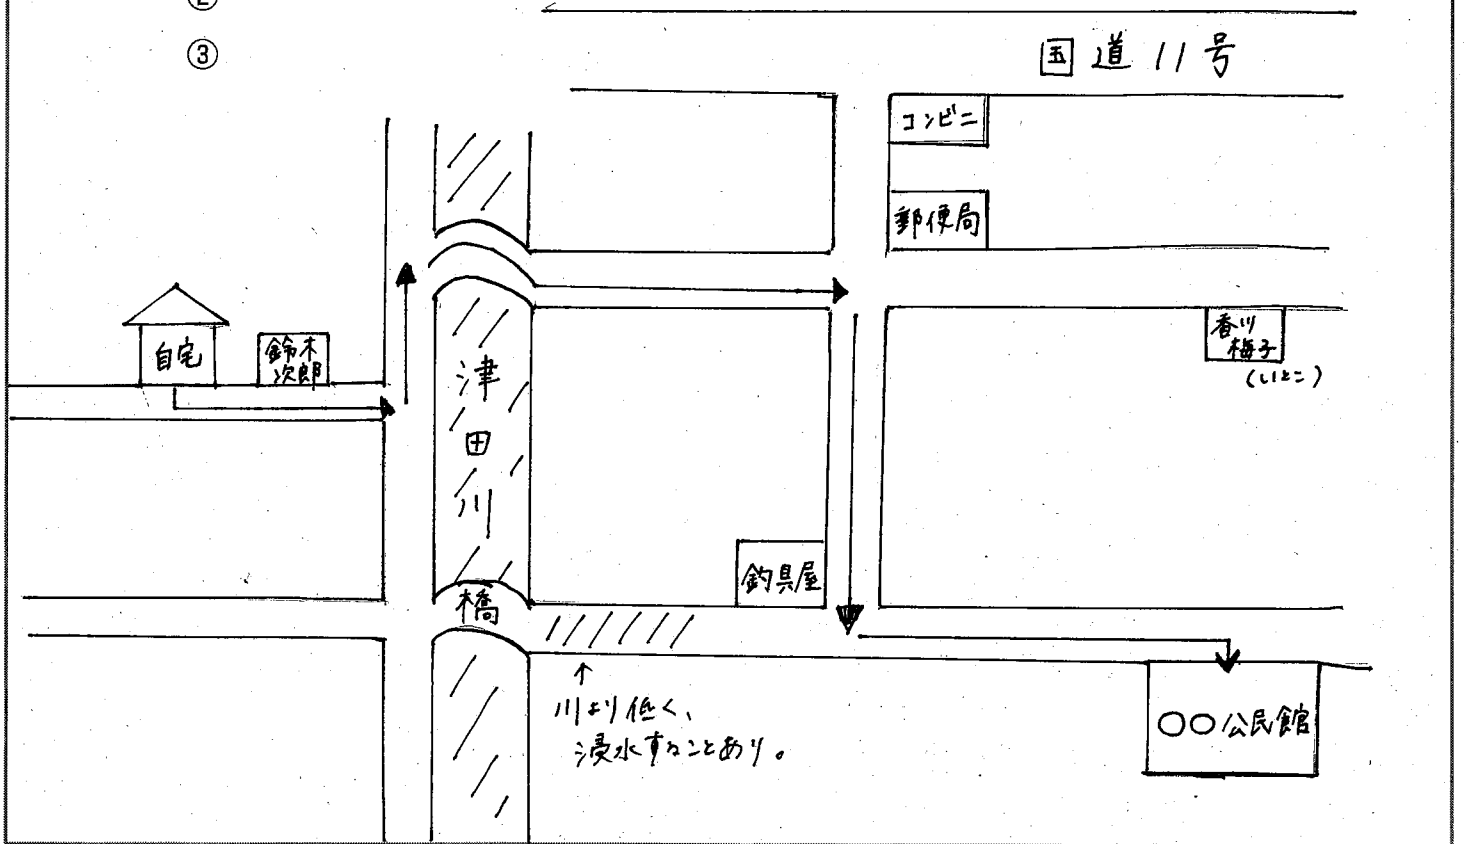 ③
国道11号
コンビニ
郵便局
自宅
鈴木
次郎
香川
梅子
(いとこ)
津田川
釣具屋
橋
川より低く、
浸水することあり。
○○公民館